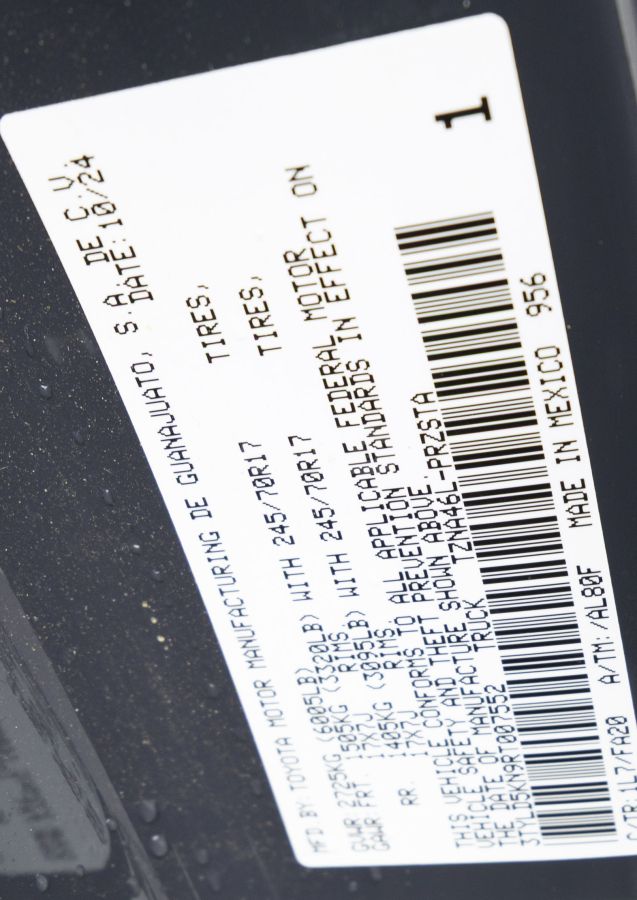 MFD BY: TOYOTA MOTOR MANUFACTURING DE GUANAJUATO, S.A. DE C.V.
DATE: 10/24
GVWR 2725KG (6005LB)
GAWR FRT. 1505KG (3320LB) WITH 245/70R17 TIRES,
17X7J RIMS.
RR. 1405KG (3095LB) WITH 245/70R17 TIRES,
17X7J RIMS.
THIS VEHICLE CONFORMS TO ALL APPLICABLE FEDERAL MOTOR
VEHICLE SAFETY AND THEFT PREVENTION STANDARDS IN EFFECT ON
THE DATE OF MANUFACTURE SHOWN ABOVE.
3TYLD5KN9RT007552 TRUCK TZNA46L-PRZSTA
1
C/TR: 1L7/FA20 A/TM: /AL80F MADE IN MEXICO 956